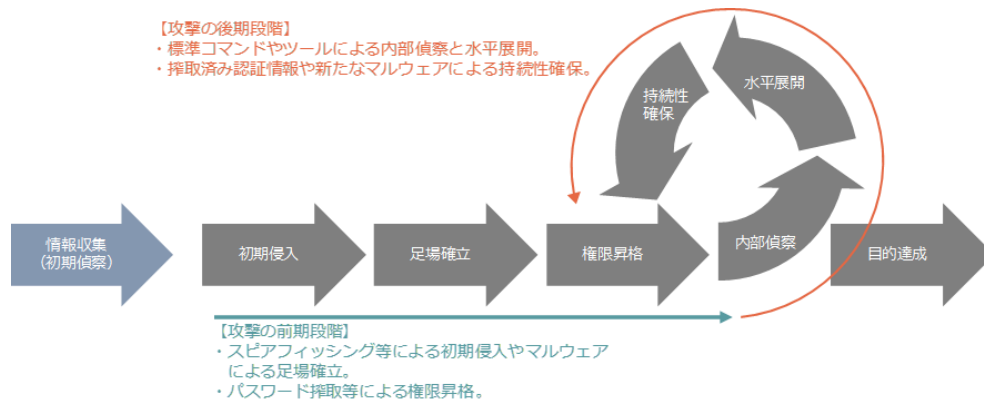 【攻撃の後期段階】
・標準コマンドやツールによる内部偵察と水平展開。
・搾取済み認証情報や新たなマルウェアによる持続性確保。
持続性
確保
水平展開
情報収集
（初期偵察）
初期侵入
足場確立
権限昇格
内部偵察
目的達成
【攻撃の前期段階】
・スピアフィッシング等による初期侵入やマルウェア
による足場確立。
・パスワード搾取等による権限昇格。